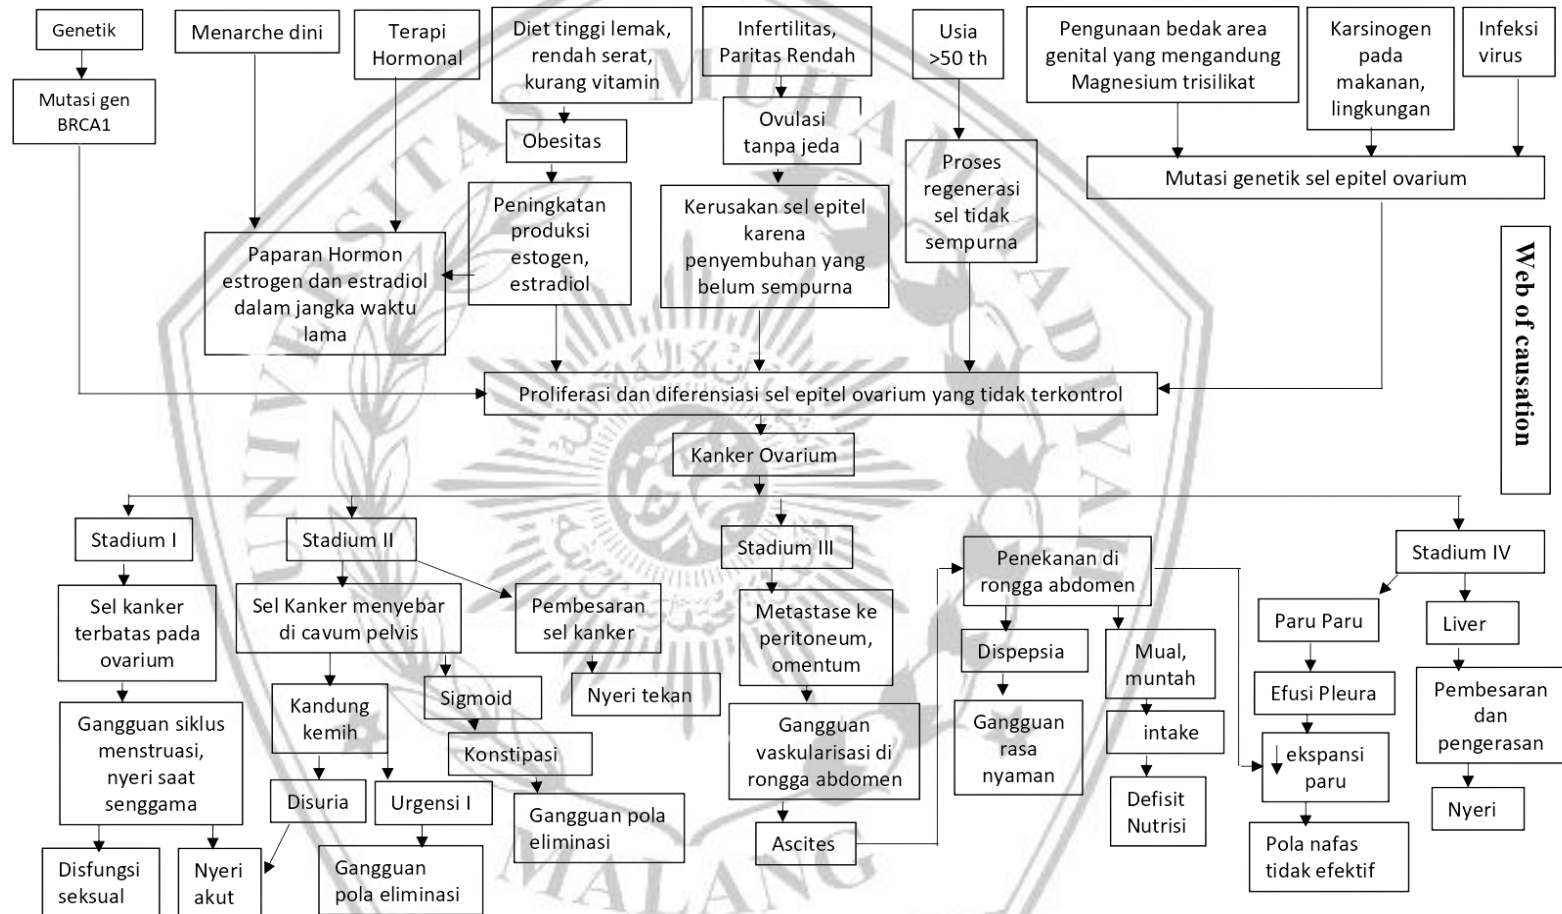 Genetik
Menarche dini
Terapi
Hormonal
Diet tinggi lemak,
rendah serat,
kurang vitamin
Infertilitas,
Paritas Rendah
Usia
>50 th
Pengunaan bedak area
genital yang mengandung
Magnesium trisilikat
Karsinogen
pada
makanan,
lingkungan
Infeksi
virus
Mutasi gen
BRCA1
Obesitas
Ovulasi
tanpa jeda
Proses
regenerasi
sel tidak
sempurna
Mutasi genetik sel epitel ovarium
Peningkatan
produksi
estogen,
estradiol
Kerusakan sel epitel
karena
penyembuhan yang
belum sempurna
Paparan Hormon
estrogen dan estradiol
dalam jangka waktu
lama
Web of causation
Proliferasi dan diferensiasi sel epitel ovarium yang tidak terkontrol
Kanker Ovarium
Stadium I
Stadium II
Stadium III
Stadium IV
Sel kanker
terbatas pada
ovarium
Sel Kanker menyebar
di cavum pelvis
Pembesaran
sel kanker
Metastase ke
peritoneum,
omentum
Penekanan di
rongga abdomen
Paru Paru
Liver
Dispepsia
Mual,
muntah
Gangguan siklus
menstruasi,
nyeri saat
senggama
Kandung
kemih
Sigmoid
Nyeri tekan
Gangguan
vaskularisasi di
rongga abdomen
Gangguan
rasa
nyaman
intake
Efusi Pleura
Pembesaran
dan
pengerasan
Konstipasi
ekspansi
paru
Disuria
Urgensi I
Gangguan pola
eliminasi
Ascites
Defisit
Nutrisi
Nyeri
Disfungsi
seksual
Nyeri
akut
Gangguan
pola eliminasi
Pola nafas
tidak efektif
UNIVERSITAS MUHAMMADIYAH
MALANG